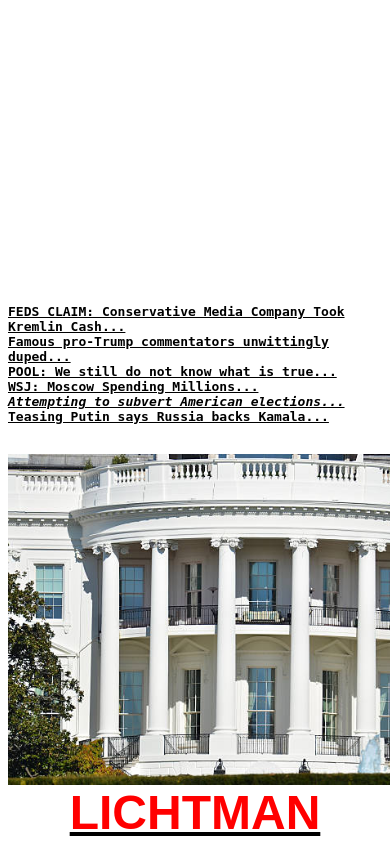 FEDS CLAIM: Conservative Media Company Took
Kremlin Cash...
Famous pro-Trump commentators unwittingly
duped...
POOL: We still do not know what is true...
WSJ: Moscow Spending Millions...
Attempting to subvert American elections...
Teasing Putin says Russia backs Kamala...
LICHTMAN